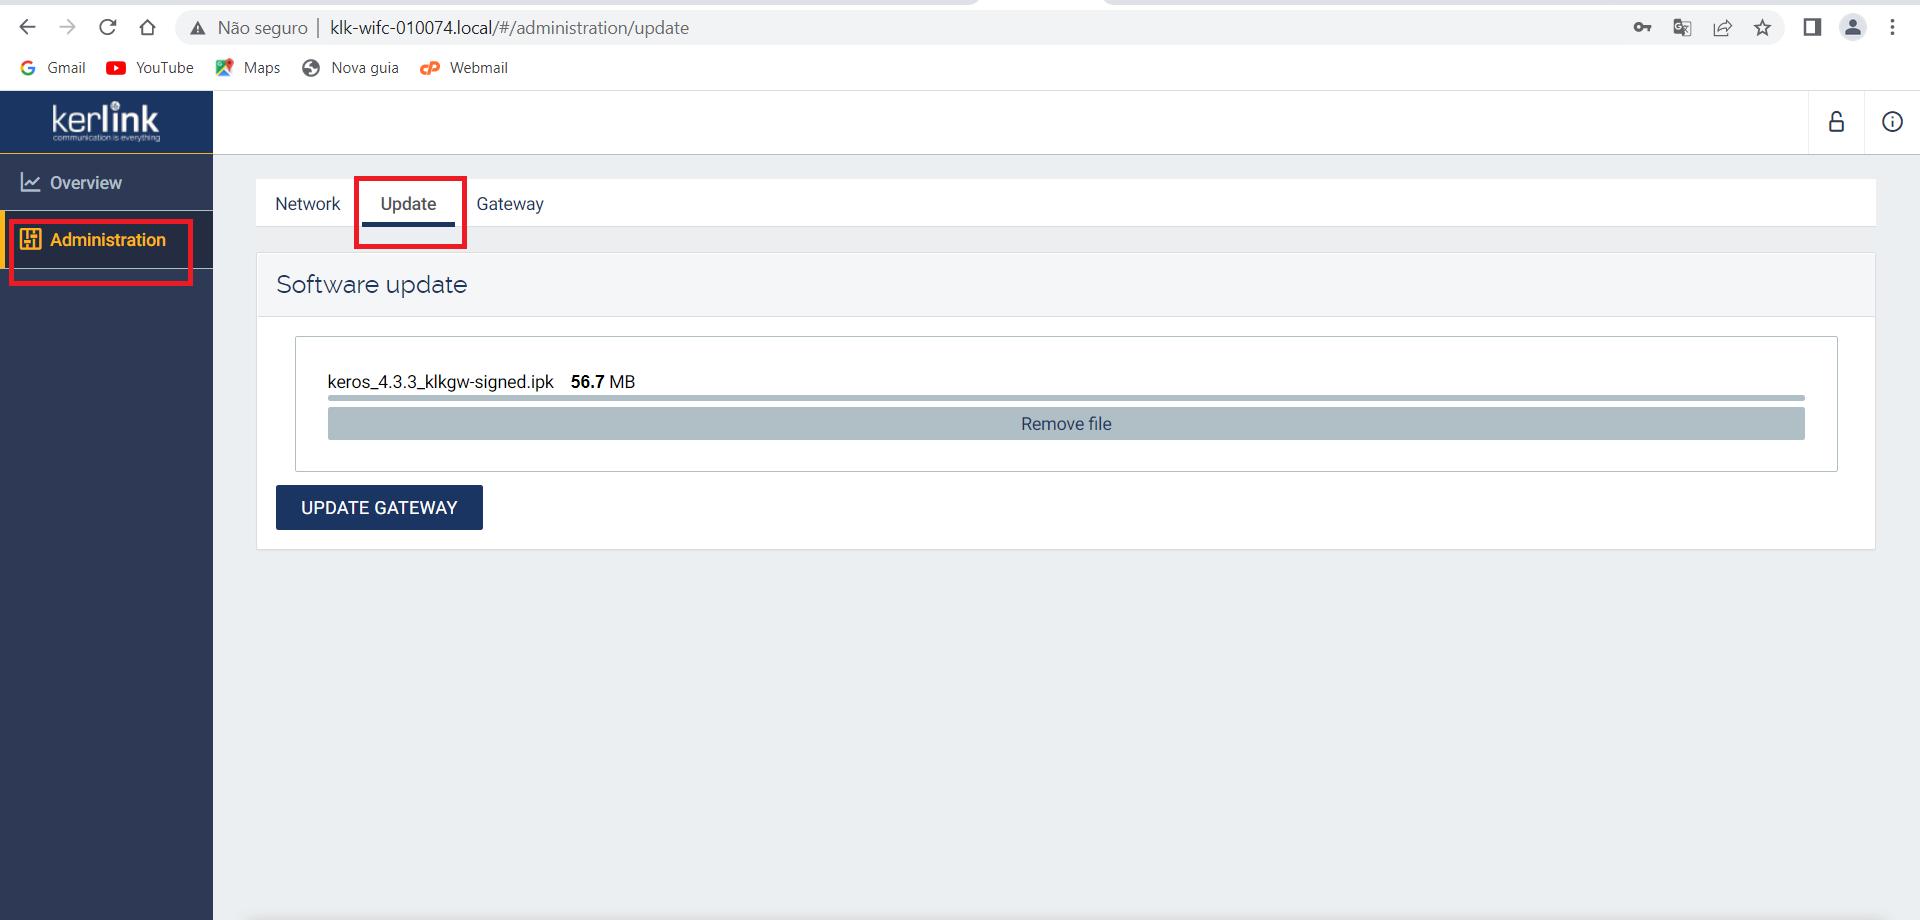 Não seguro | klk-wifc-010074.local/#/administration/update
Gmail YouTube Maps Nova guia Webmail
kerlink
communication is everything
Overview
Administration
Network Update Gateway
Software update
keros_4.3.3_klkgw-signed.ipk 56.7 MB
Remove file
UPDATE GATEWAY